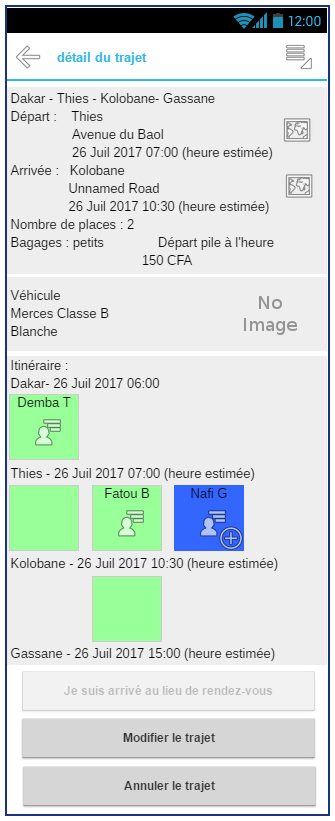 12:00
détail du trajet
Dakar - Thies - Kolobane- Gassane
Départ : Thies
Avenue du Baol
26 Juil 2017 07:00 (heure estimée)
Arrivée : Kolobane
Unnamed Road
26 Juil 2017 10:30 (heure estimée)
Nombre de places : 2
Bagages : petits Départ pile à l'heure
150 CFA
Véhicule
Merces Classe B
Blanche
No
Image
Itinéraire :
Dakar- 26 Juil 2017 06:00
Demba T
Thies - 26 Juil 2017 07:00 (heure estimée)
Fatou B Nafi G
Kolobane - 26 Juil 2017 10:30 (heure estimée)
Gassane - 26 Juil 2017 15:00 (heure estimée)
Je suis arrivé au lieu de rendez-vous
Modifier le trajet
Annuler le trajet